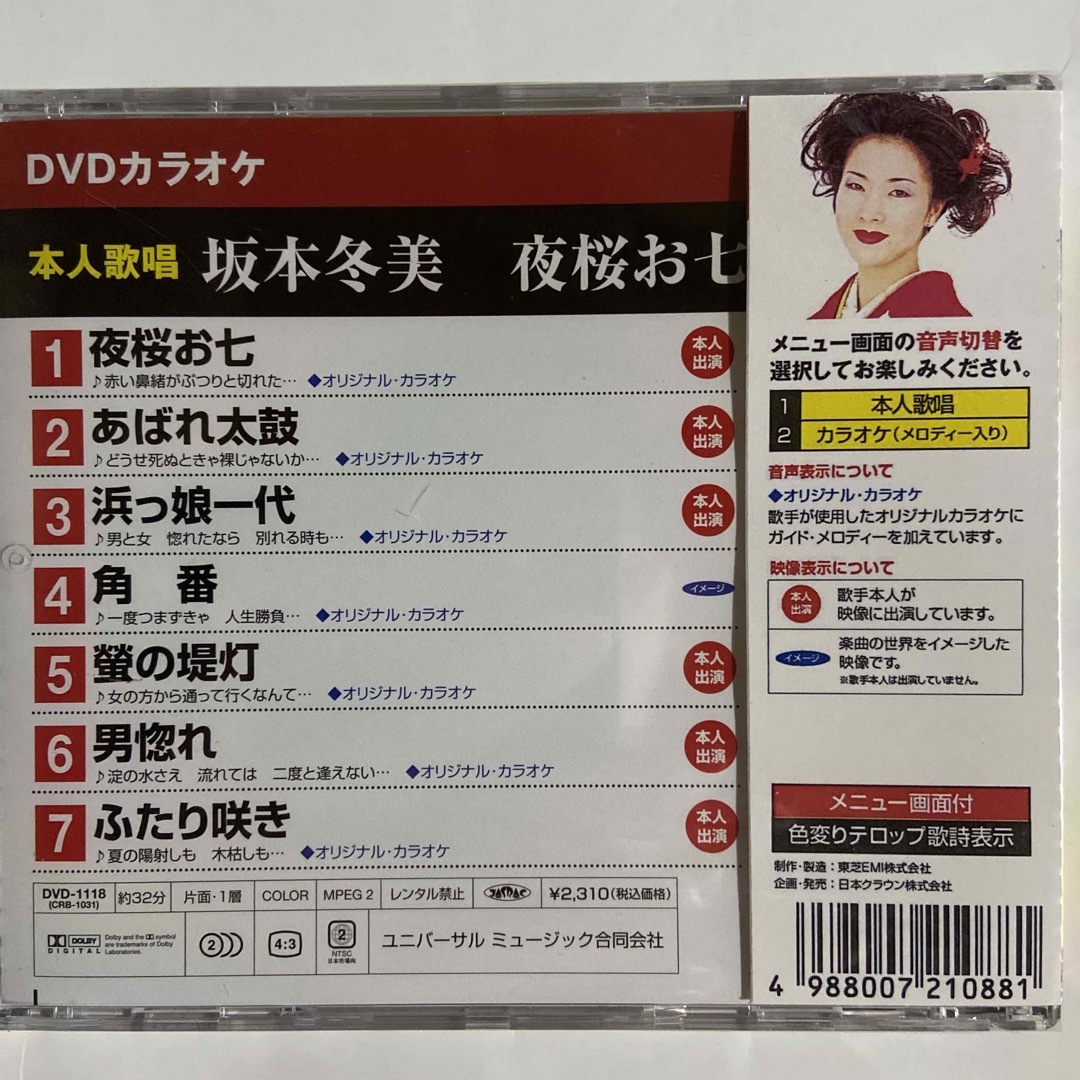 DVDカラオケ
本人歌唱 坂本冬美 夜桜お七
1 夜桜お七 本人出演
♪赤い鼻緒がぷつりと切れた… ◆オリジナル・カラオケ
2 あばれ太鼓 本人出演
♪どうせ死ぬときゃ裸じゃないか… ◆オリジナル・カラオケ
3 浜っ娘一代 本人出演
♪男と女 惚れたなら 別れる時も… ◆オリジナル・カラオケ
4 角 番 イメージ
♪一度つまずきゃ 人生勝負… ◆オリジナル・カラオケ
5 螢の堤灯 本人出演
♪女の方から通って行くなんて… ◆オリジナル・カラオケ
6 男惚れ 本人出演
♪淀の水さえ 流れては 二度と逢えない… ◆オリジナル・カラオケ
7 ふたり咲き 本人出演
♪夏の陽射しも 木枯しも… ◆オリジナル・カラオケ
DVD-1118 (CRB-1031) 約32分 片面・1層 COLOR MPEG 2 レンタル禁止 JASRAC ¥2,310(税込価格)
DOLBY DIGITAL
Dolby and the DD symbol
are trademarks of Dolby
Laboratories.
2))) 4:3 2
NTSC
日本市場向
ユニバーサル ミュージック合同会社
メニュー画面の音声切替を
選択してお楽しみください。
1 本人歌唱
2 カラオケ(メロディー入り)
音声表示について
◆オリジナル・カラオケ
歌手が使用したオリジナルカラオケに
ガイド・メロディーを加えています。
映像表示について
本人出演 歌手本人が
映像に出演しています。
イメージ 楽曲の世界をイメージした
映像です。
※歌手本人は出演していません。
メニュー画面付
色変りテロップ歌詩表示
制作・製造：東芝EMI株式会社
企画・発売：日本クラウン株式会社
4 988007 210881